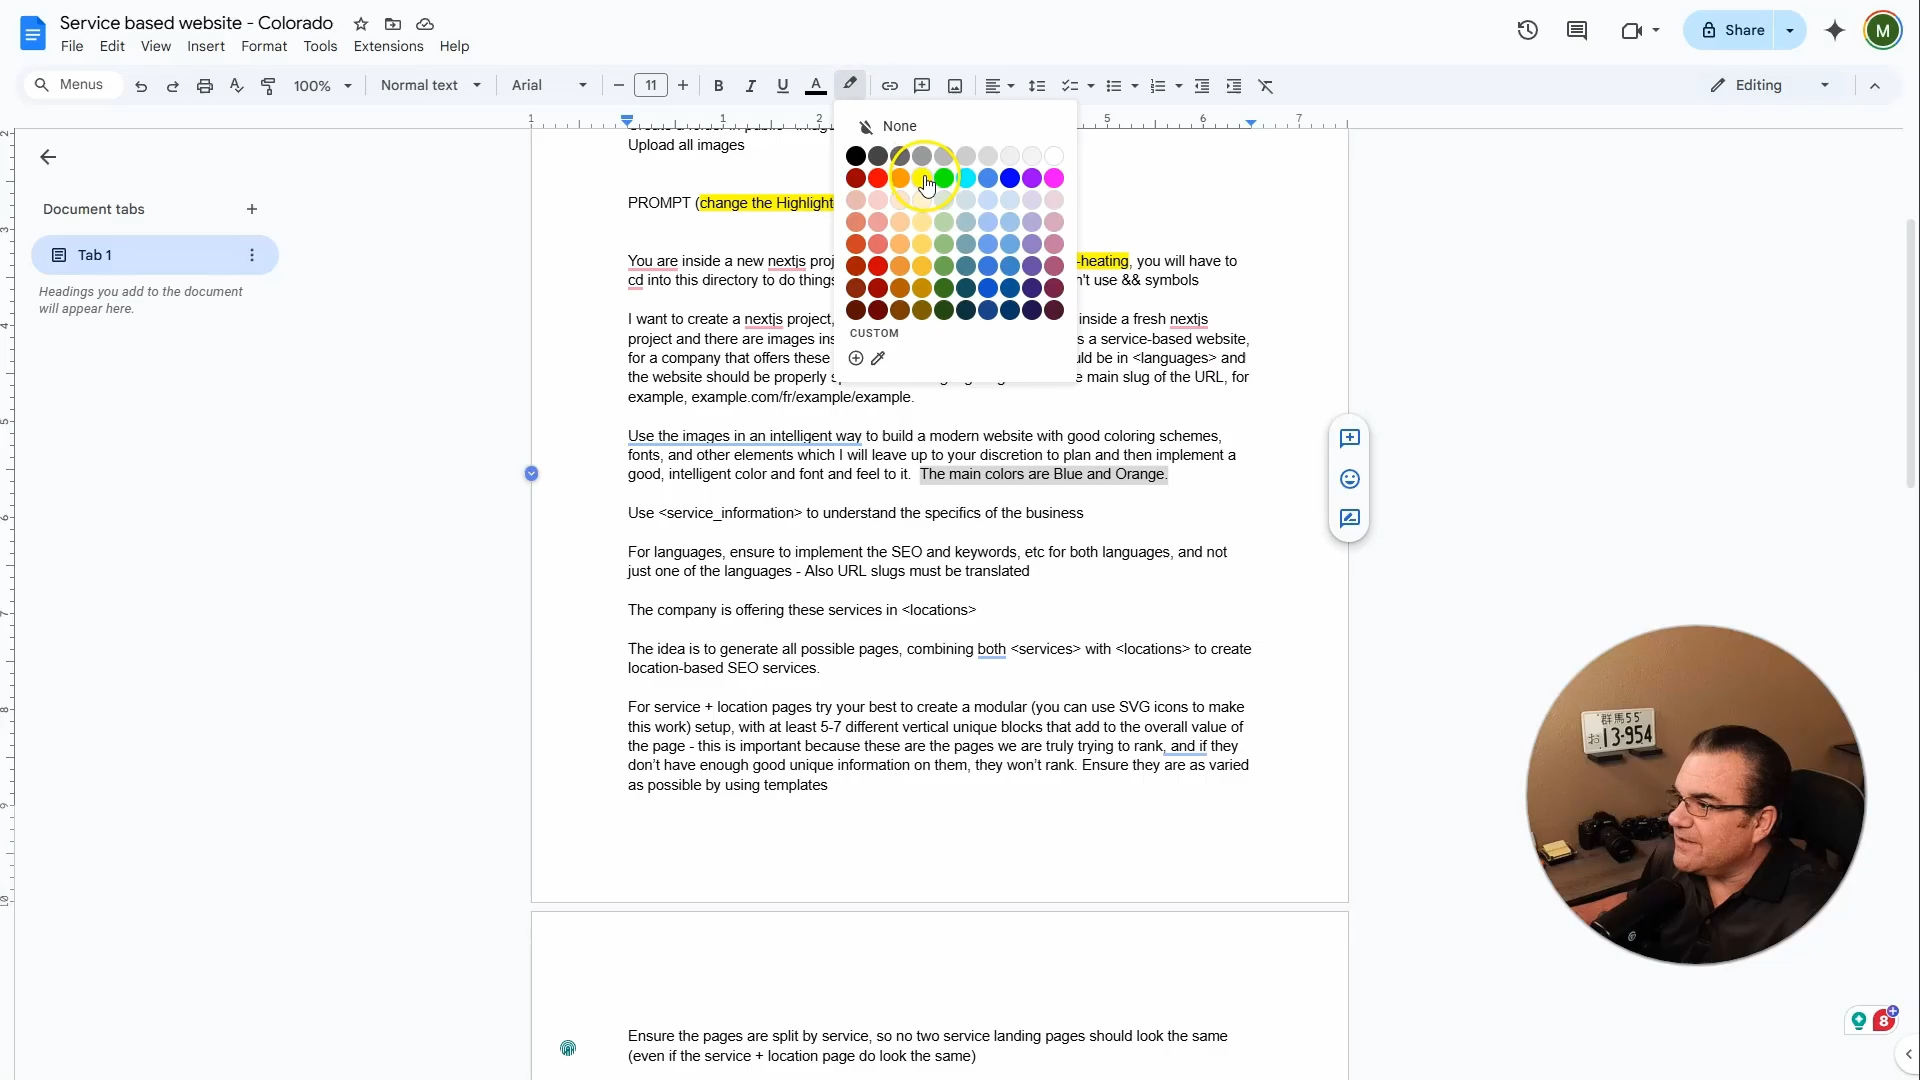 Service based website - Colorado
File Edit View Insert Format Tools Extensions Help
Share
M
Menus
100%
Normal text
Arial
11
Editing
1 1 2 5 6 7
None
CUSTOM
Document tabs
Tab 1
Headings you add to the document
will appear here.
Upload all images
PROMPT (change the Highlight
You are inside a new nextjs proj -heating, you will have to
cd into this directory to do things 't use && symbols
I want to create a nextjs project, inside a fresh nextjs
project and there are images ins s a service-based website,
for a company that offers these uld be in <languages> and
the website should be properly s e main slug of the URL, for
example, example.com/fr/example/example.
Use the images in an intelligent way to build a modern website with good coloring schemes,
fonts, and other elements which I will leave up to your discretion to plan and then implement a
good, intelligent color and font and feel to it. The main colors are Blue and Orange.
Use <service_information> to understand the specifics of the business
For languages, ensure to implement the SEO and keywords, etc for both languages, and not
just one of the languages - Also URL slugs must be translated
The company is offering these services in <locations>
The idea is to generate all possible pages, combining both <services> with <locations> to create
location-based SEO services.
For service + location pages try your best to create a modular (you can use SVG icons to make
this work) setup, with at least 5-7 different vertical unique blocks that add to the overall value of
the page - this is important because these are the pages we are truly trying to rank, and if they
don't have enough good unique information on them, they won't rank. Ensure they are as varied
as possible by using templates
群馬55
お 13-954
Ensure the pages are split by service, so no two service landing pages should look the same
(even if the service + location page do look the same)
8